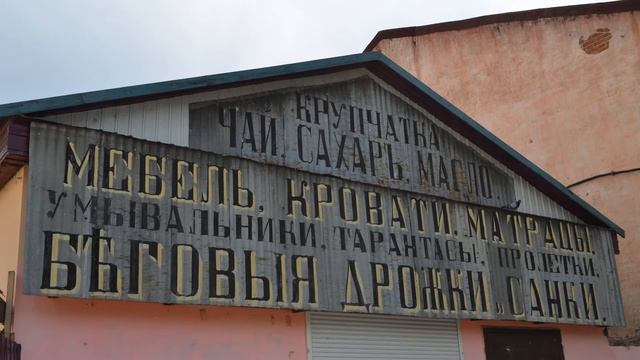 КРУПЧАТКА
ЧАЙ, САХАРЪ, МАСЛО.
МЕБЕЛЬ, КРОВАТИ, МАТРАЦЫ
УМЫВАЛЬНИКИ, ТАРАНТАСЫ, ПРОЛЕТКИ,
БѢГОВЫЯ ДРОЖКИ и САНКИ.